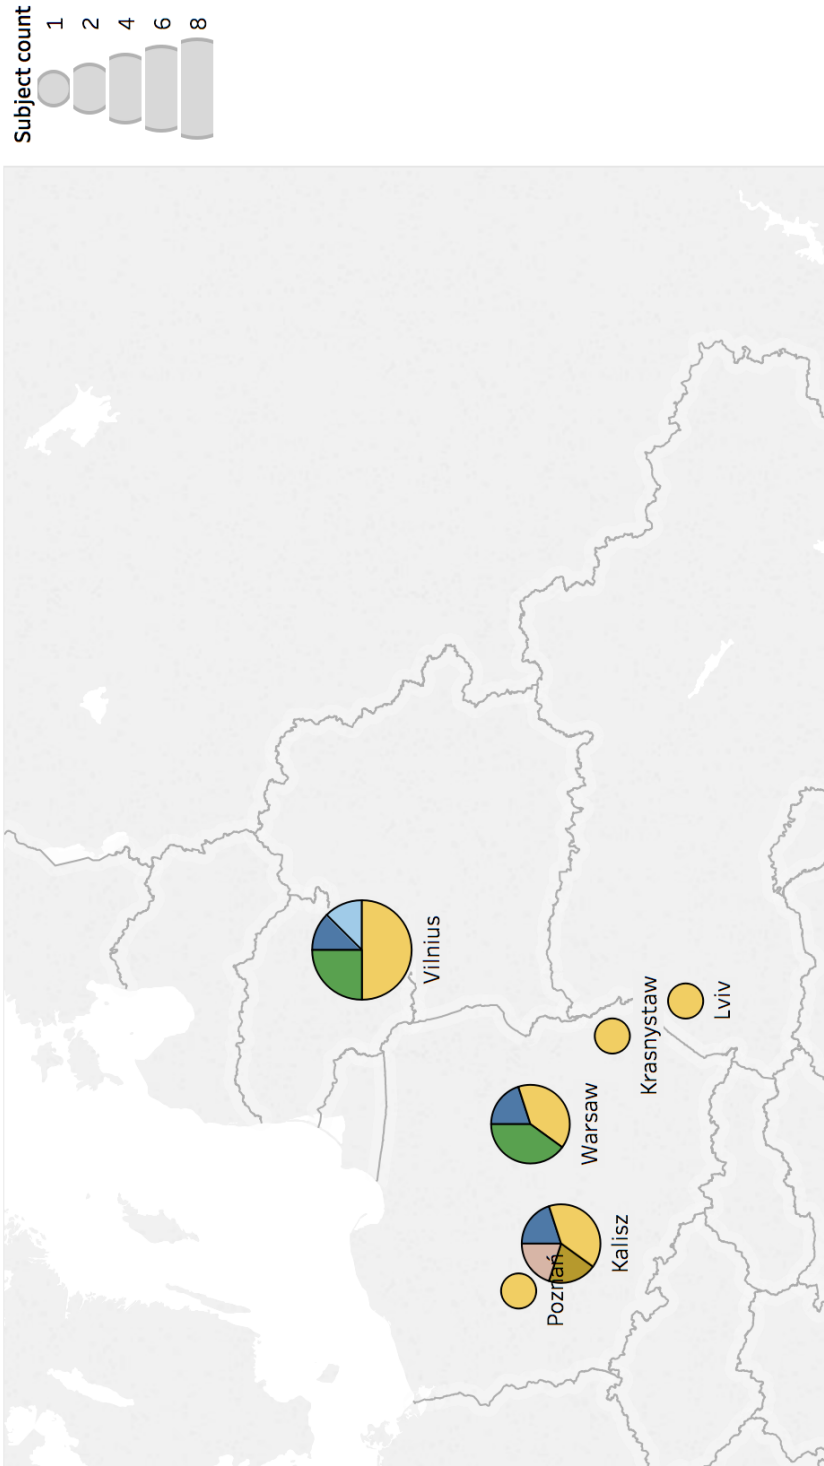 Subject count
1
2
4
6
8
Vilnius
Warsaw
Krasnystaw
Lviv
Kalisz
Poznań